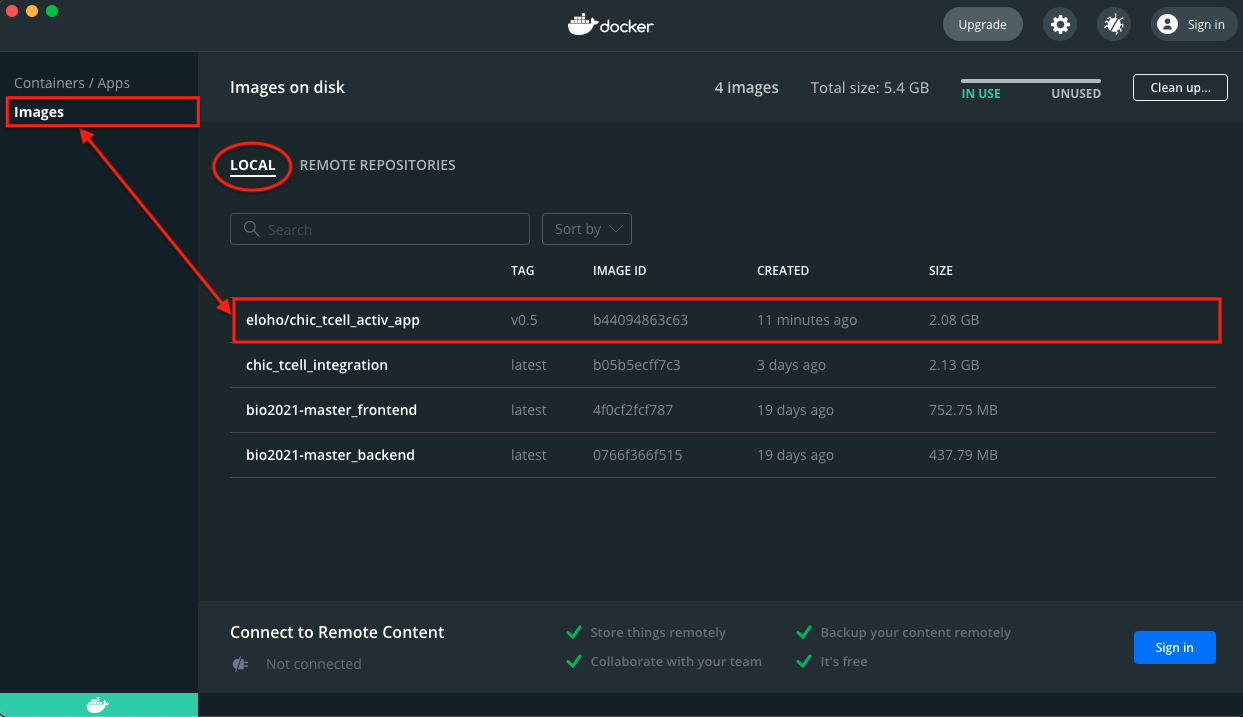 docker
Upgrade
Sign in
Containers / Apps
Images
Images on disk
4 images
Total size: 5.4 GB
IN USE
UNUSED
Clean up...
LOCAL
REMOTE REPOSITORIES
Search
Sort by
TAG IMAGE ID CREATED SIZE
eloho/chic_tcell_activ_app v0.5 b44094863c63 11 minutes ago 2.08 GB
chic_tcell_integration latest b05b5ecff7c3 3 days ago 2.13 GB
bio2021-master_frontend latest 4f0cf2fcf787 19 days ago 752.75 MB
bio2021-master_backend latest 0766f366f515 19 days ago 437.79 MB
Connect to Remote Content
Not connected
Store things remotely
Backup your content remotely
Collaborate with your team
It's free
Sign in